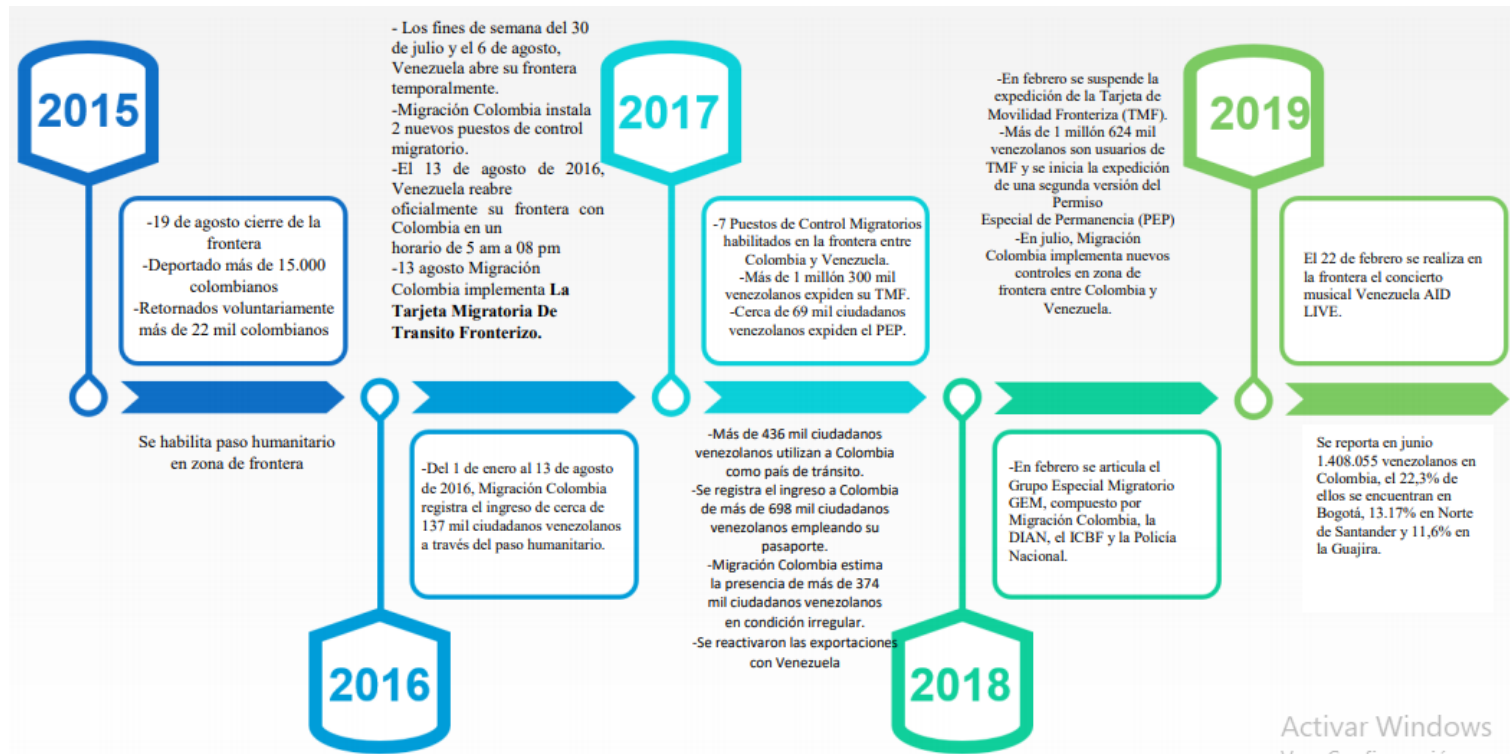 2015
-19 de agosto cierre de la
frontera
-Deportado más de 15.000
colombianos
-Retornados voluntariamente
más de 22 mil colombianos
Se habilita paso humanitario
en zona de frontera
- Los fines de semana del 30
de julio y el 6 de agosto,
Venezuela abre su frontera
temporalmente.
-Migración Colombia instala
2 nuevos puestos de control
migratorio.
-El 13 de agosto de 2016,
Venezuela reabre
oficialmente su frontera con
Colombia en un
horario de 5 am a 08 pm
-13 agosto Migración
Colombia implementa La
Tarjeta Migratoria De
Transito Fronterizo.
-Del 1 de enero al 13 de agosto
de 2016, Migración Colombia
registra el ingreso de cerca de
137 mil ciudadanos venezolanos
a través del paso humanitario.
2016
2017
-7 Puestos de Control Migratorios
habilitados en la frontera entre
Colombia y Venezuela.
-Más de 1 millón 300 mil
venezolanos expiden su TMF.
-Cerca de 69 mil ciudadanos
venezolanos expiden el PEP.
-Más de 436 mil ciudadanos
venezolanos utilizan a Colombia
como país de tránsito.
-Se registra el ingreso a Colombia
de más de 698 mil ciudadanos
venezolanos empleando su
pasaporte.
-Migración Colombia estima
la presencia de más de 374
mil ciudadanos venezolanos
en condición irregular.
-Se reactivaron las exportaciones
con Venezuela
-En febrero se suspende la
expedición de la Tarjeta de
Movilidad Fronteriza (TMF).
-Más de 1 millón 624 mil
venezolanos son usuarios de
TMF y se inicia la expedición
de una segunda versión del
Permiso
Especial de Permanencia (PEP)
-En julio, Migración
Colombia implementa nuevos
controles en zona de
frontera entre Colombia y
Venezuela.
-En febrero se articula el
Grupo Especial Migratorio
GEM, compuesto por
Migración Colombia, la
DIAN, el ICBF y la Policía
Nacional.
2018
2019
El 22 de febrero se realiza en
la frontera el concierto
musical Venezuela AID
LIVE.
Se reporta en junio
1.408.055 venezolanos en
Colombia, el 22,3% de
ellos se encuentran en
Bogotá, 13.17% en Norte
de Santander y 11,6% en
la Guajira.
Activar Windows